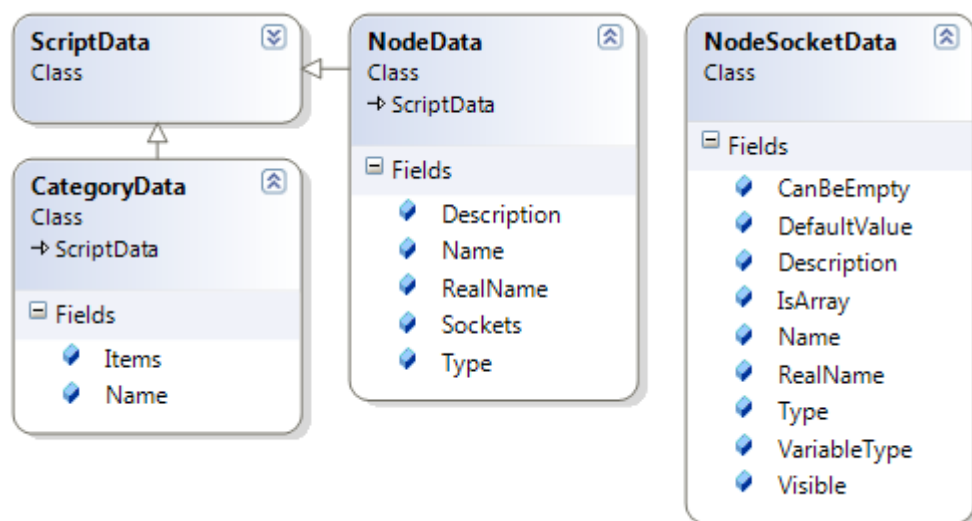 ScriptData
Class
CategoryData
Class
ScriptData
Fields
Items
Name
NodeData
Class
ScriptData
Fields
Description
Name
RealName
Sockets
Type
NodeSocketData
Class
Fields
CanBeEmpty
DefaultValue
Description
IsArray
Name
RealName
Type
VariableType
Visible